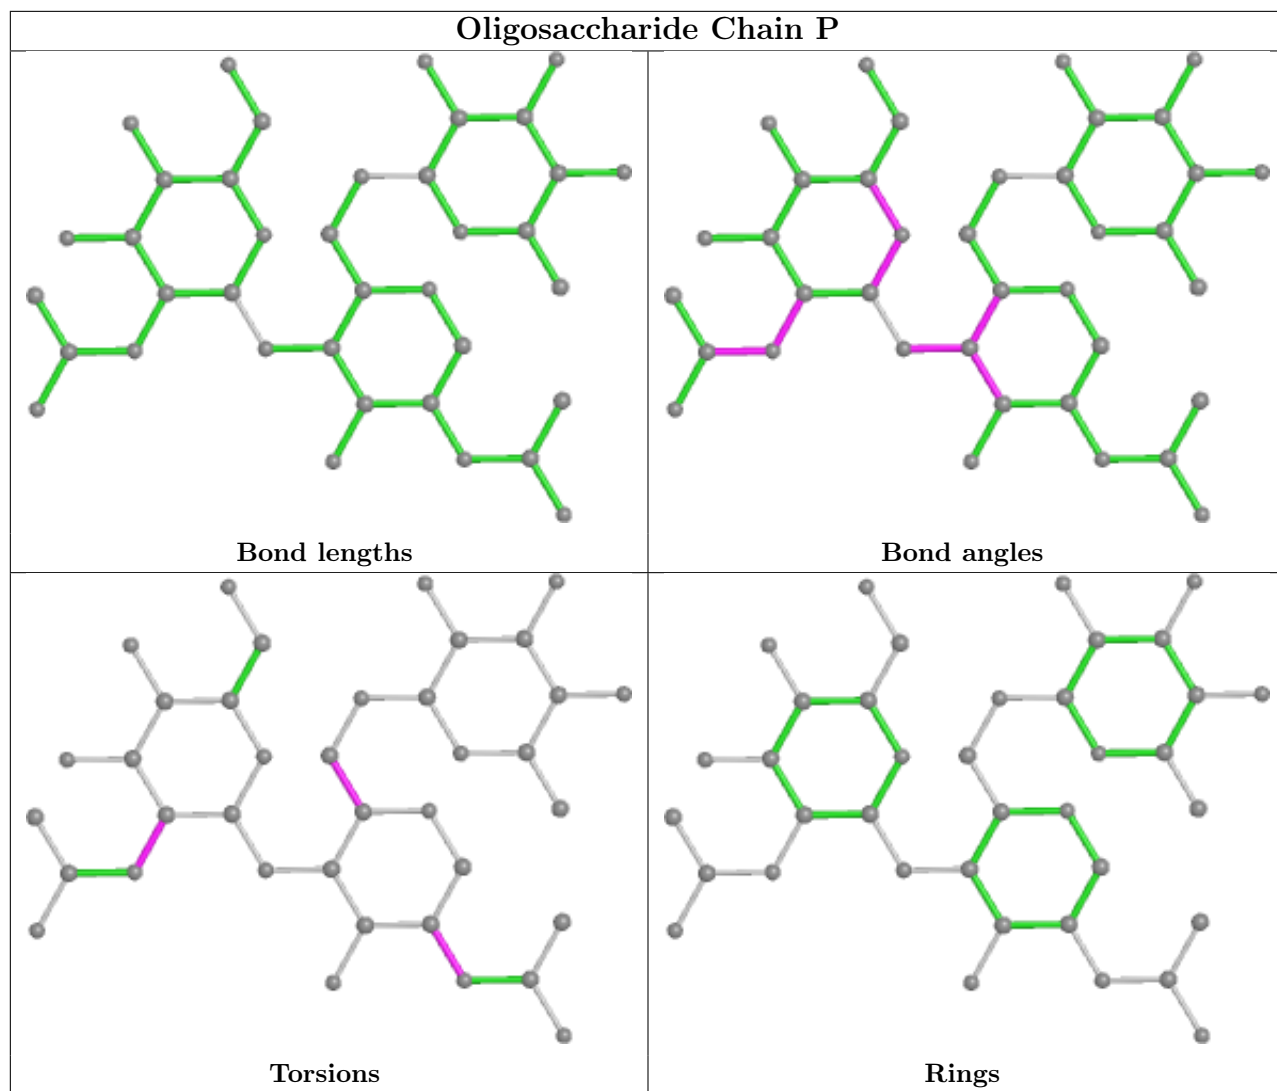 Oligosaccharide Chain P
Bond lengths
Bond angles
Torsions
Rings